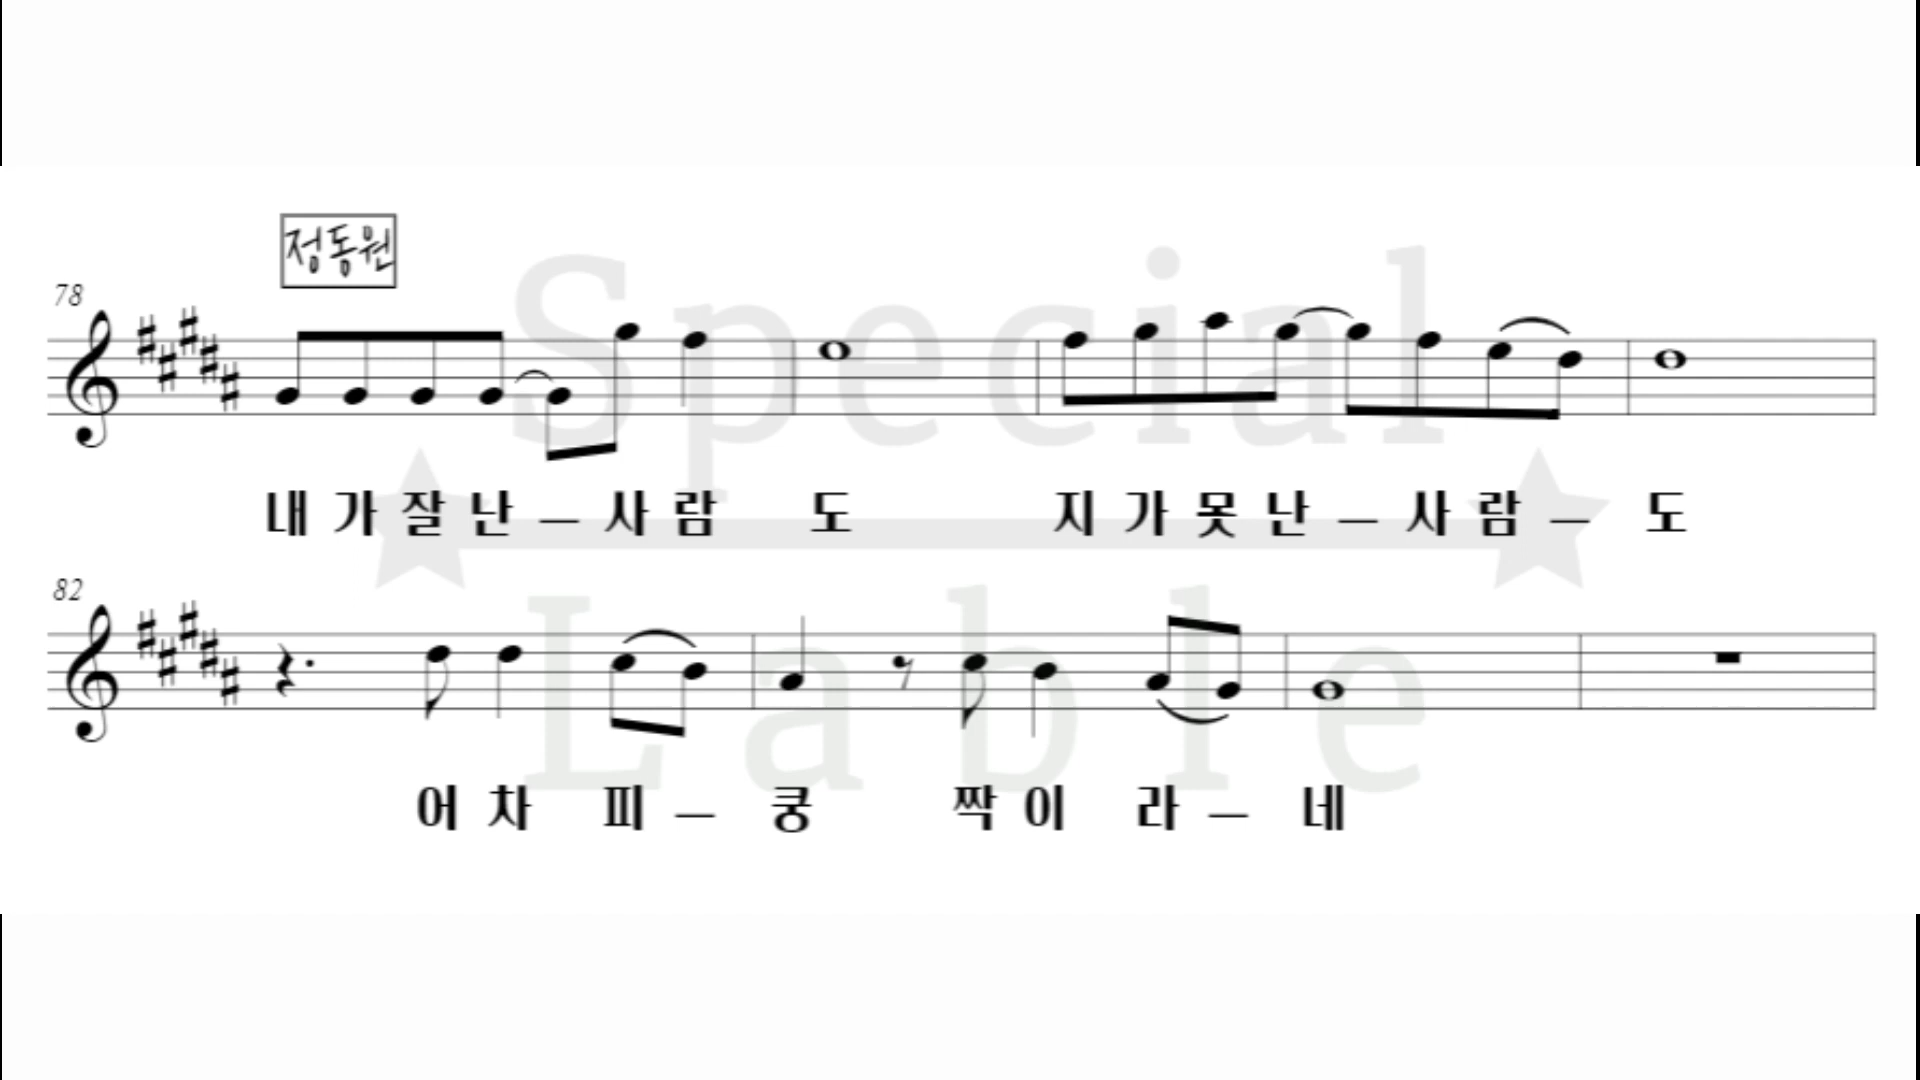 정동원
78
Special
내 가 잘 난 – 사 람 도 지 가 못 난 – 사 람 – 도
82
Lable
어 차 피 – 쿵 짝 이 라 – 네